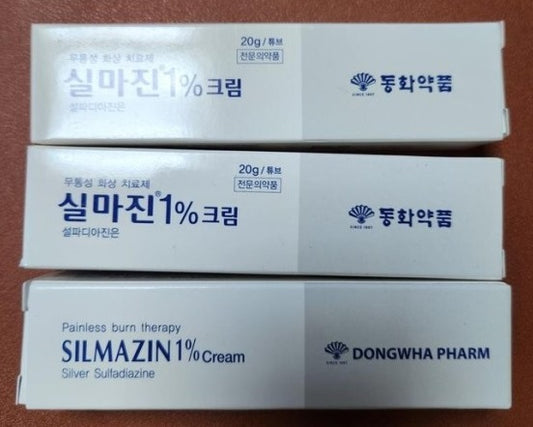 20g / 튜브
전문의약품
무통성 화상 치료제
실마진® 1% 크림
설파디아진은
동화약품
SINCE 1897
20g / 튜브
전문의약품
무통성 화상 치료제
실마진® 1% 크림
설파디아진은
동화약품
SINCE 1897
Painless burn therapy
SILMAZIN 1% Cream
Silver Sulfadiazine
DONGWHA PHARM
SINCE 1897